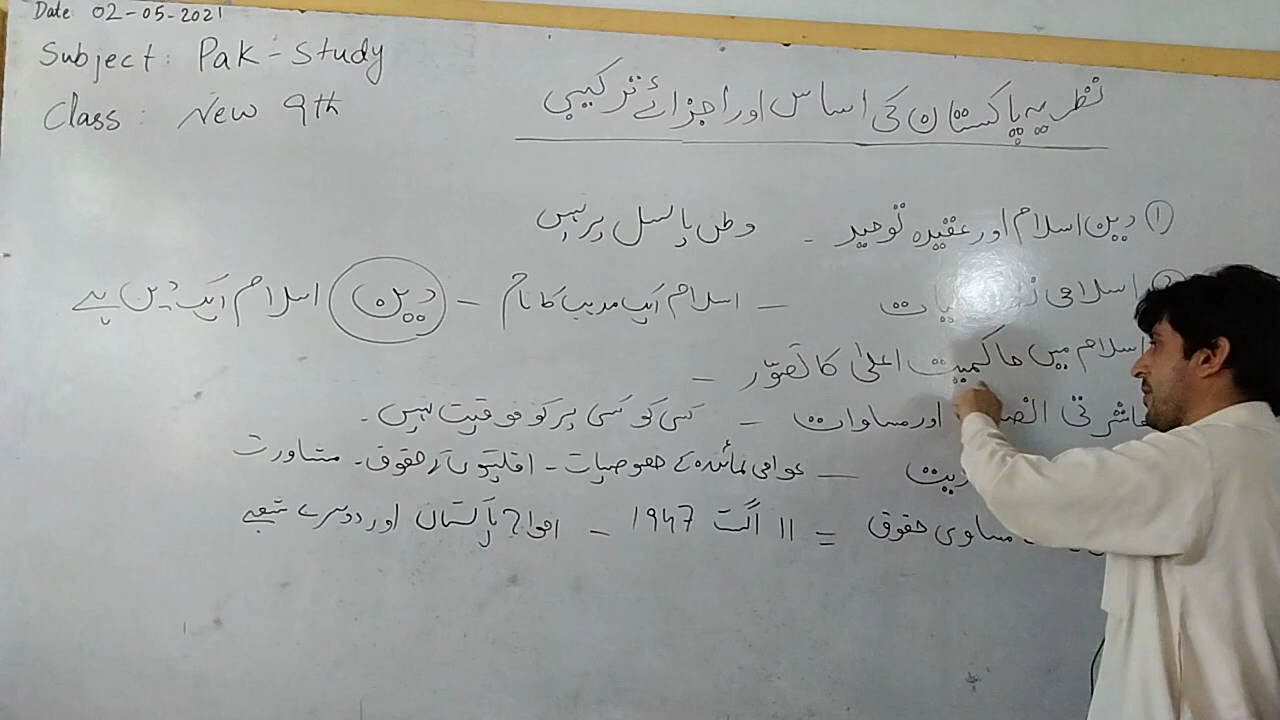 Date 02-05-2021
Subject: Pak-Study
Class: New 9th
نظریہ پاکستان کی اساس اور اجزائے ترکیبی
① دین اسلام اور عقیدہ توحید ۔ وطن یا نسل پر نہیں
اسلامی – اسلام ایک مذہب کا نام – دین اسلام ایک دین ہے
اسلام میں حاکمیت اعلیٰ کا تصوّر –
اور مساوات – کسی کو کسی پر کو فوقیت نہیں ۔
– عوامی نمائندہ کے خصوصیات – اقلیتوں کے حقوق ۔ مشاورت
مساوی حقوق = 11 اگست 1947 – افواج پاکستان اور دوسرے شعبے